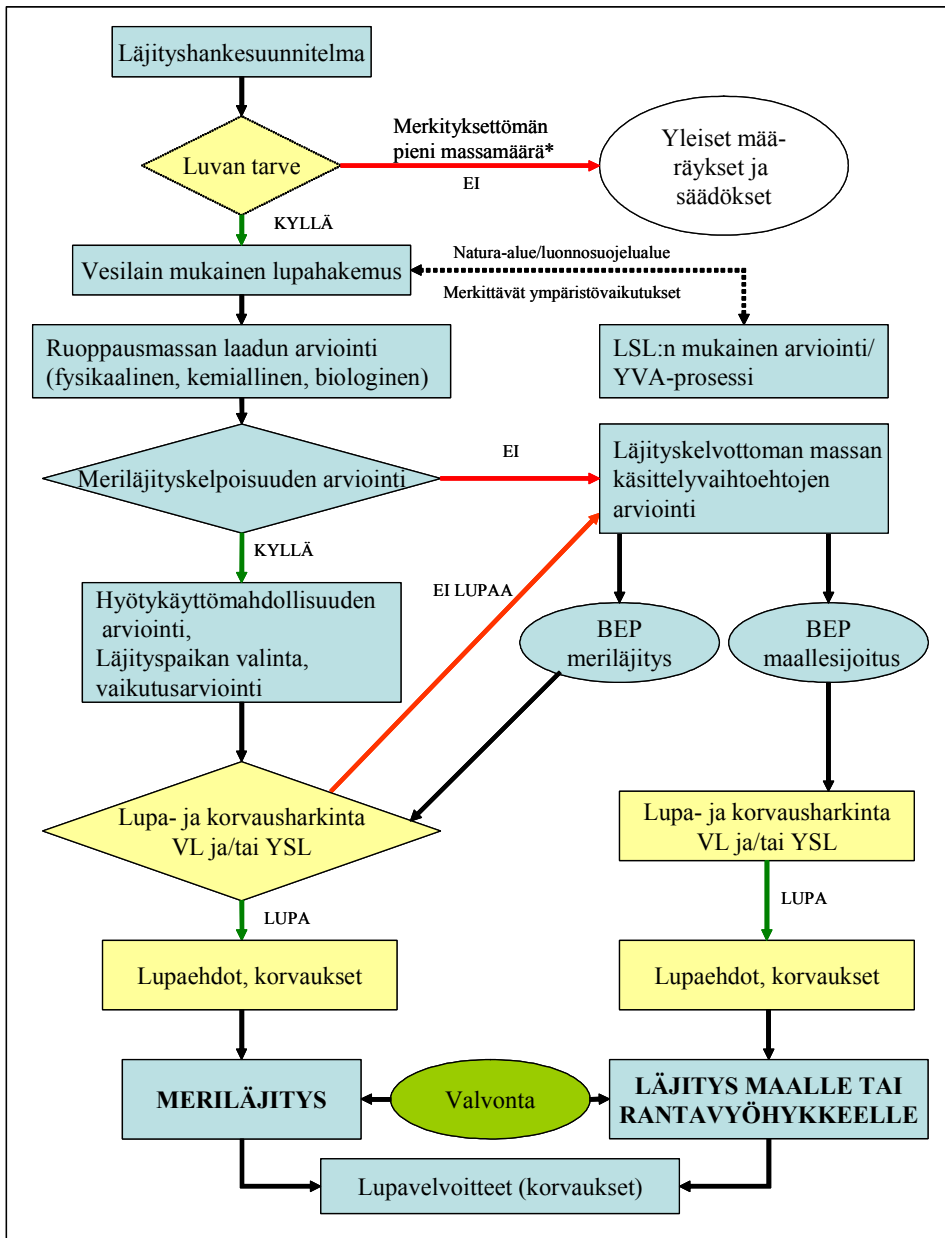 Läjityshankesuunnitelma
Merkityksettömän
pieni massamäärä*
Luvan tarve
EI
Yleiset mää-
räykset ja
säädökset
KYLLÄ
Vesilain mukainen lupahakemus
Natura-alue/luonnosuojelualue
Merkittävät ympäristövaikutukset
Ruoppausmassan laadun arviointi
(fysikaalinen, kemiallinen, biologinen)
LSL:n mukainen arviointi/
YVA-prosessi
Meriläjityskelpoisuuden arviointi
EI
Läjityskelvottoman massan
käsittelyvaihtoehtojen
arviointi
KYLLÄ
Hyötykäyttömahdollisuuden
arviointi,
Läjityspaikan valinta,
vaikutusarviointi
EI LUPAA
BEP
meriläjitys
BEP
maallesijoitus
Lupa- ja korvausharkinta
VL ja/tai YSL
Lupa- ja korvausharkinta
VL ja/tai YSL
LUPA
LUPA
Lupaehdot, korvaukset
Lupaehdot, korvaukset
MERILÄJITYS
Valvonta
LÄJITYS MAALLE TAI
RANTAVYÖHYKKEELLE
Lupavelvoitteet (korvaukset)